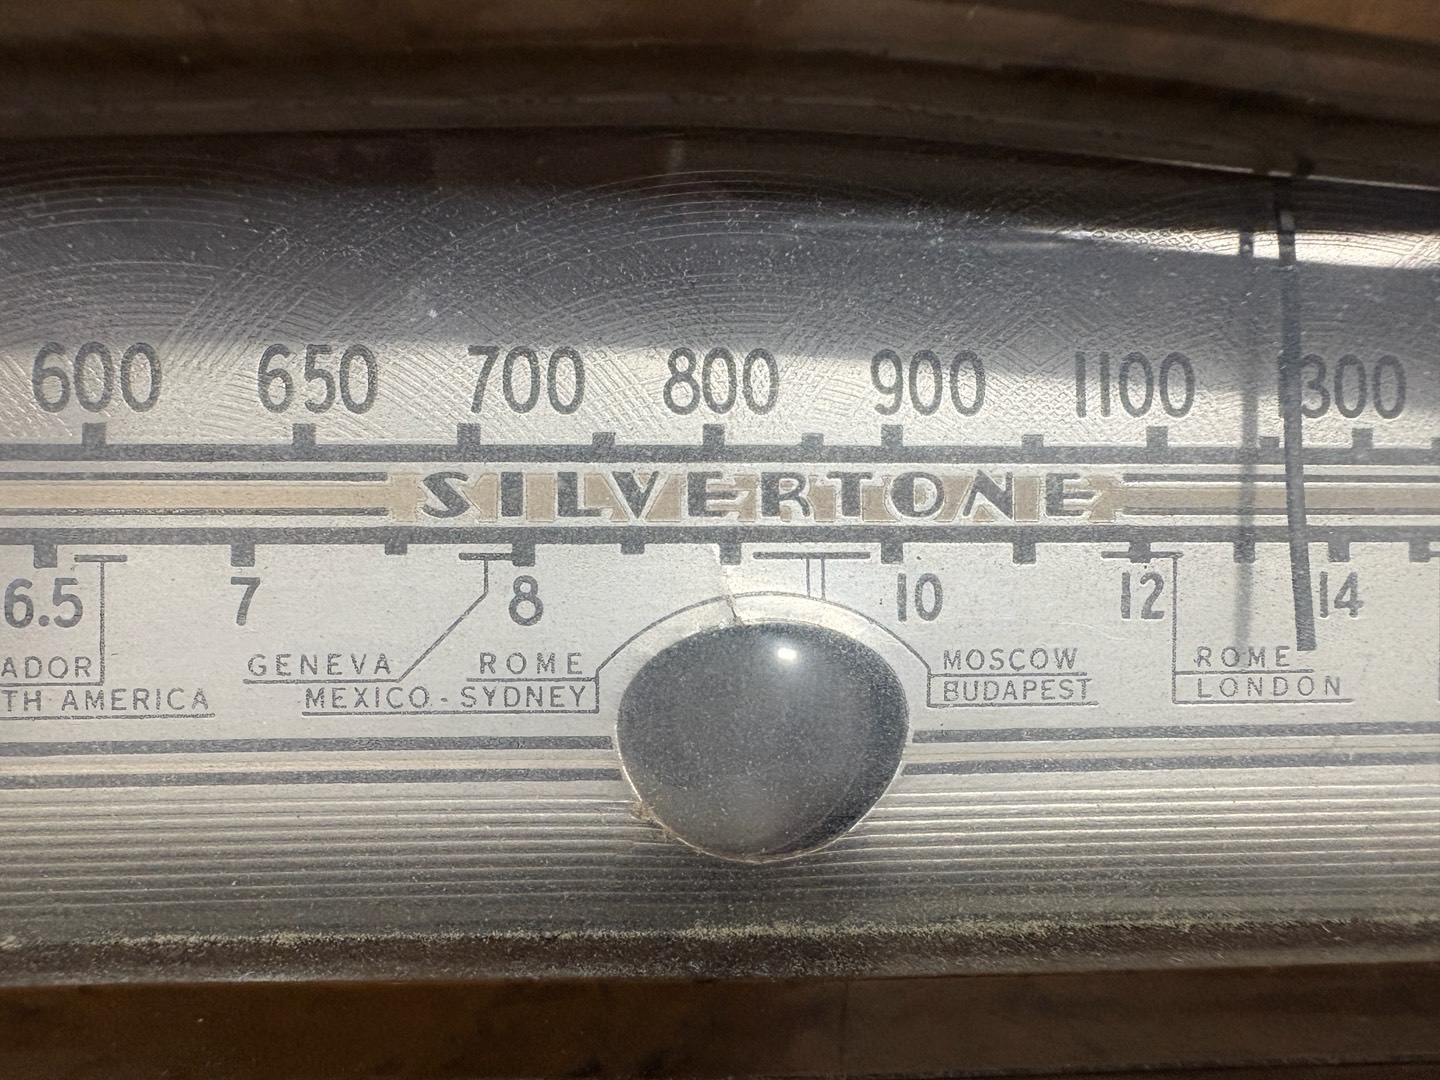 600 650 700 800 900 1100 1300
SILVERTONE
6.5 7 8 10 12 14
ADOR GENEVA ROME MOSCOW ROME
TH AMERICA MEXICO - SYDNEY BUDAPEST LONDON